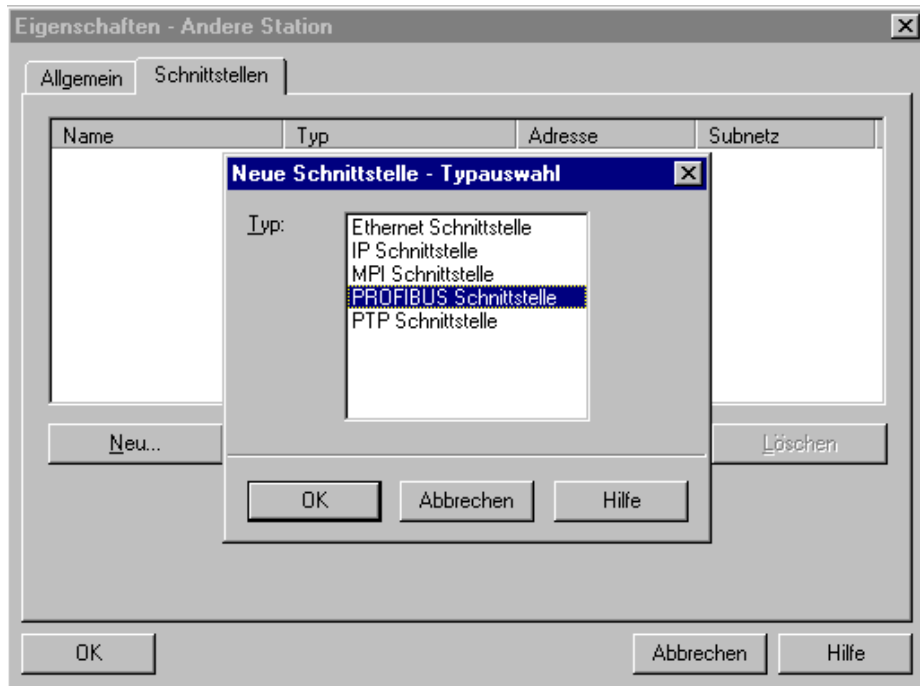 Eigenschaften - Andere Station
Allgemein
Schnittstellen
Name Typ Adresse Subnetz
Neue Schnittstelle - Typauswahl
Typ:
Ethernet Schnittstelle
IP Schnittstelle
MPI Schnittstelle
PROFIBUS Schnittstelle
PTP Schnittstelle
Neu...
Löschen
OK Abbrechen Hilfe
OK Abbrechen Hilfe